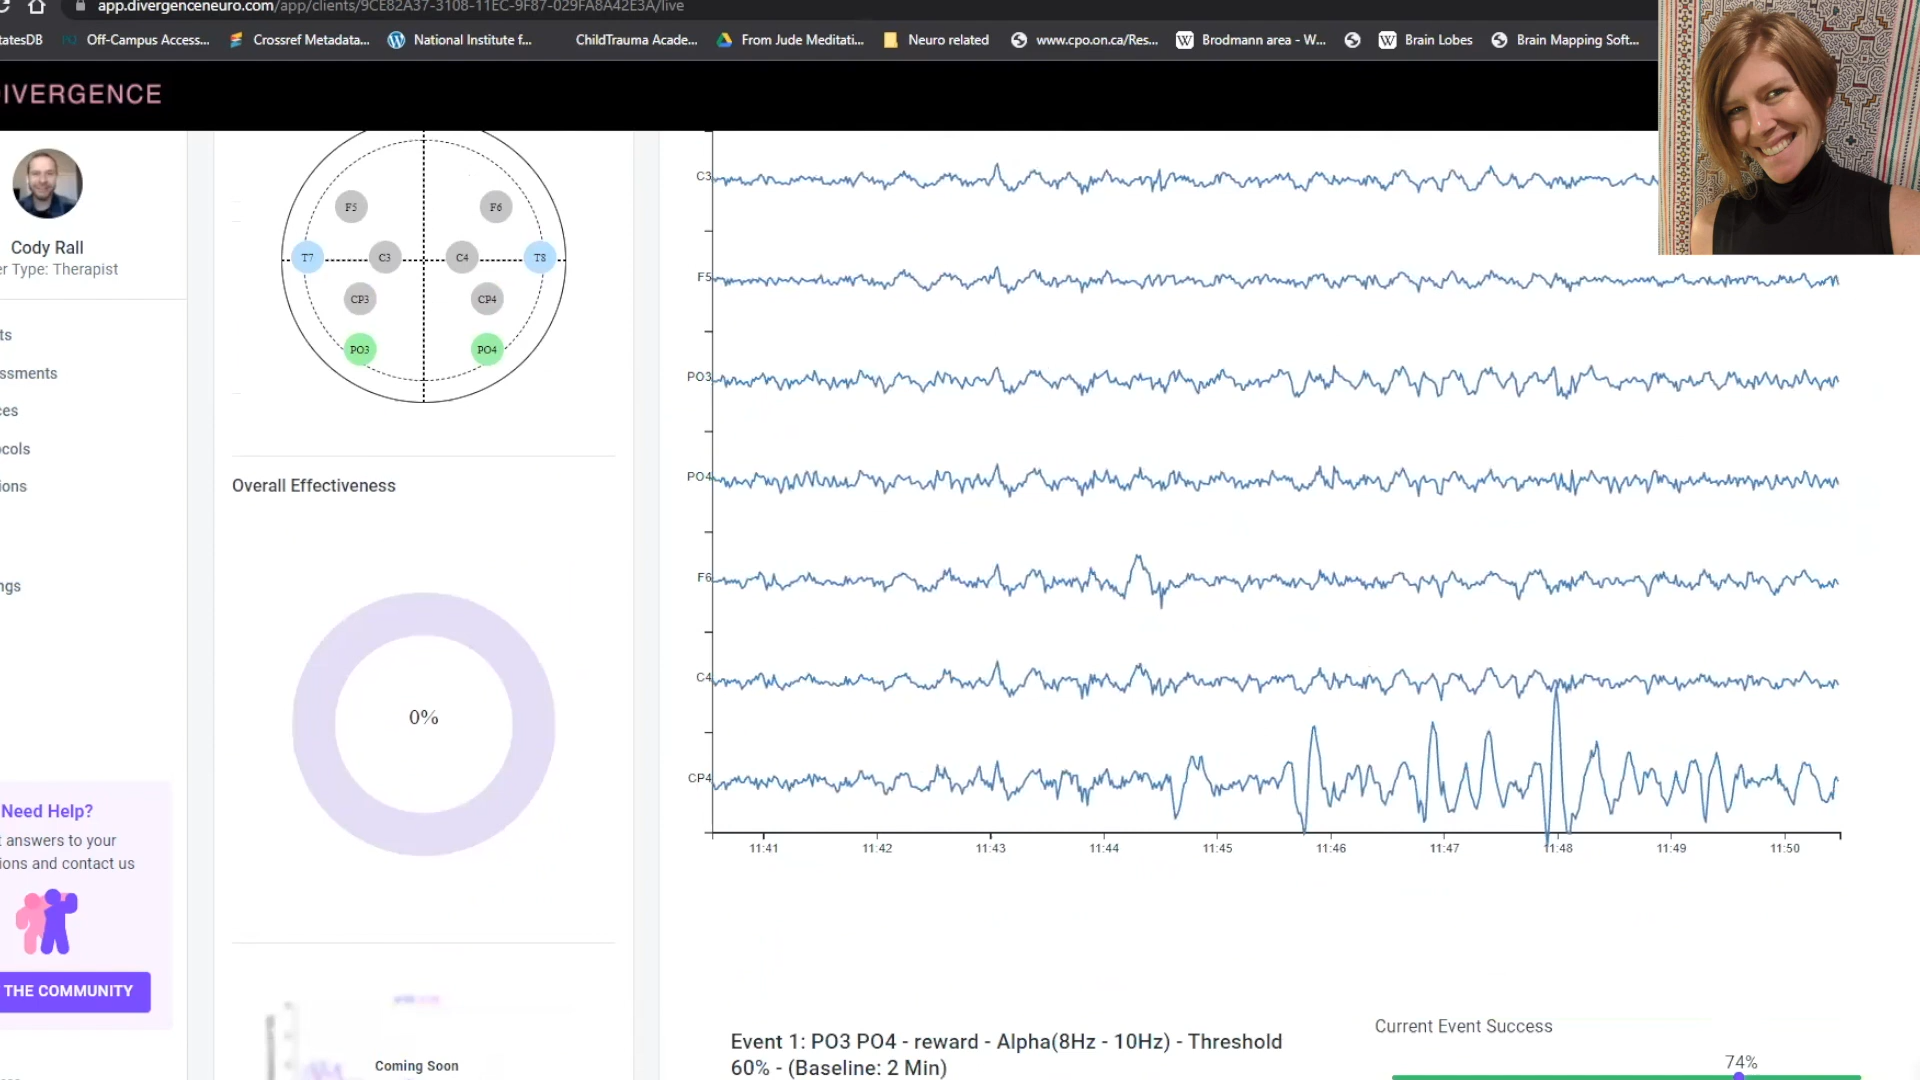 app.divergenceneuro.com/app/clients/9CE82A37-3108-11EC-9F87-029FA8A42E3A/live
tatesDB Off-Campus Access... Crossref Metadata... National Institute f... ChildTrauma Acade... From Jude Meditati... Neuro related www.cpo.on.ca/Res... Brodmann area - W... Brain Lobes Brain Mapping Soft...
IVERGENCE
Cody Rall
er Type: Therapist
ts
ssments
ces
cols
ions
ngs
Need Help?
t answers to your
ions and contact us
THE COMMUNITY
F5 F6
T7 C3 C4 T8
CP3 CP4
PO3 PO4
Overall Effectiveness
0%
Coming Soon
C3
F5
PO3
PO4
F6
C4
CP4
11:41 11:42 11:43 11:44 11:45 11:46 11:47 11:48 11:49 11:50
Event 1: PO3 PO4 - reward - Alpha(8Hz - 10Hz) - Threshold
60% - (Baseline: 2 Min)
Current Event Success
74%